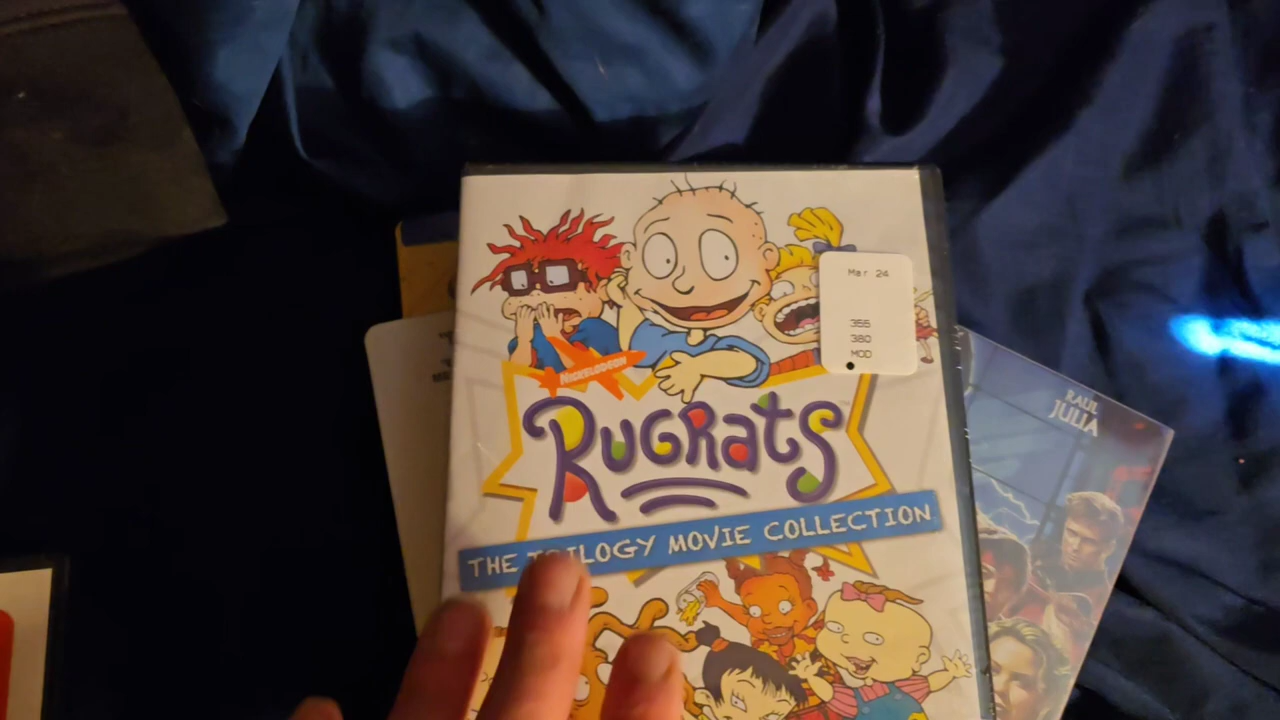 Mar 24
355
380
MOD
NICKELODEON
RUGRATS
THE TRILOGY MOVIE COLLECTION
RAUL
JULIA